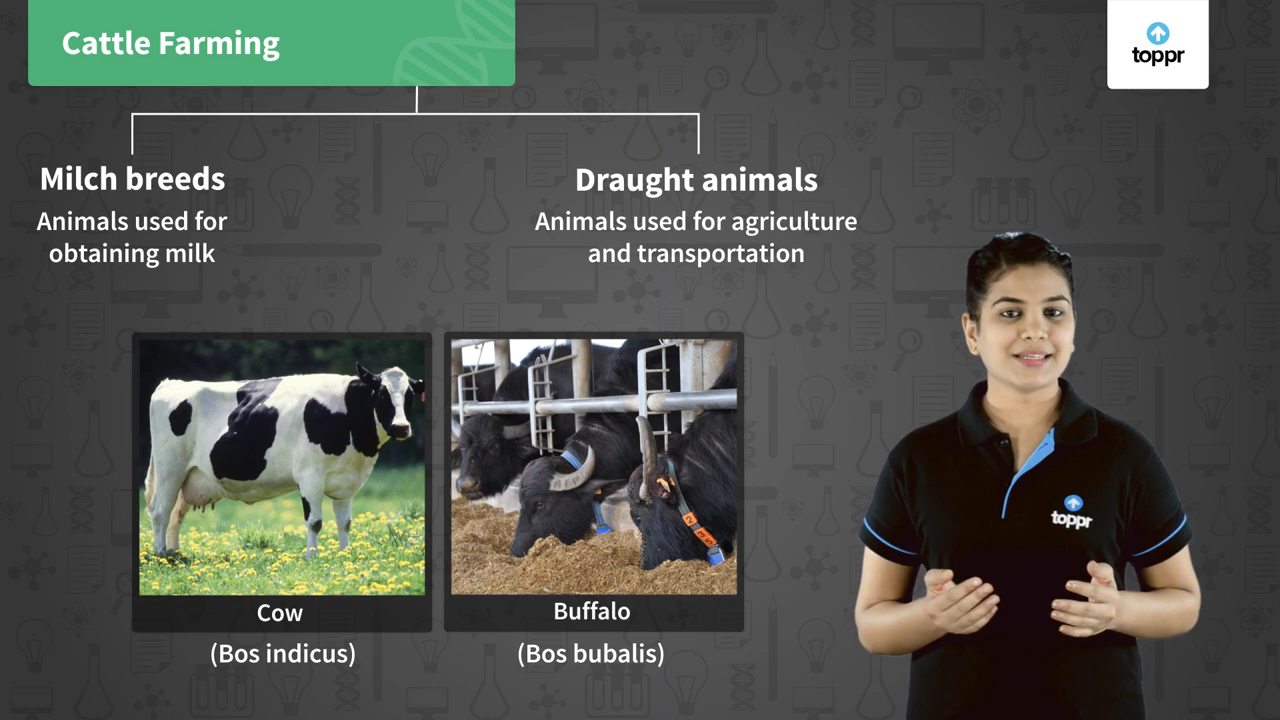 Cattle Farming
toppr
Milch breeds
Animals used for
obtaining milk
Draught animals
Animals used for agriculture
and transportation
toppr
Cow
(Bos indicus)
Buffalo
(Bos bubalis)